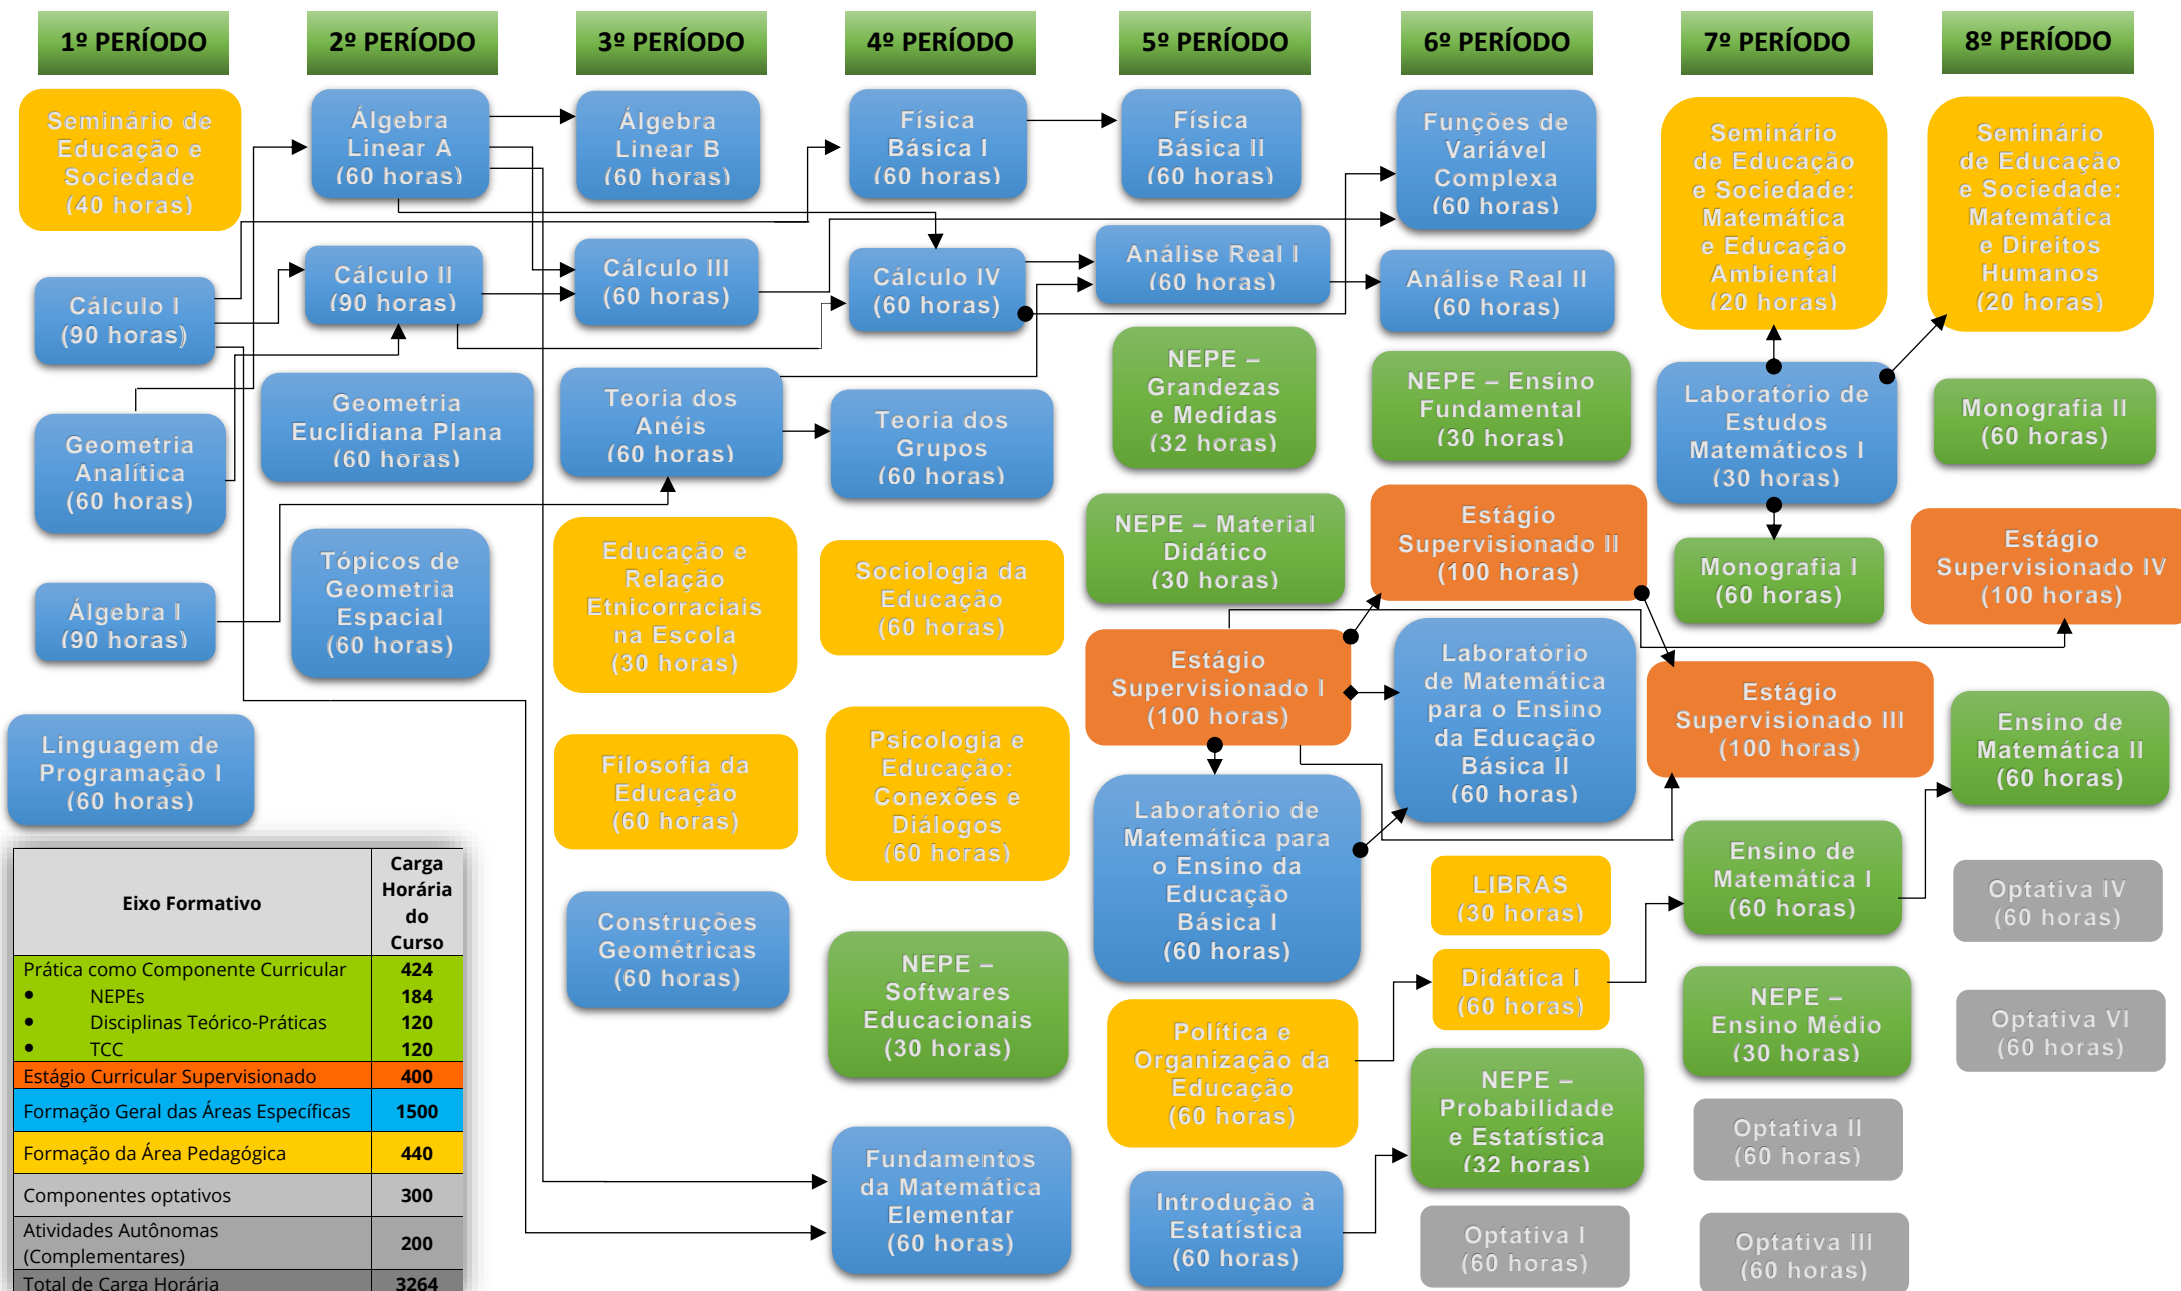 1º PERÍODO
2º PERÍODO
3º PERÍODO
4º PERÍODO
5º PERÍODO
6º PERÍODO
7º PERÍODO
8º PERÍODO
Seminário de
Educação e
Sociedade
(40 horas)
Cálculo I
(90 horas)
Geometria
Analítica
(60 horas)
Álgebra I
(90 horas)
Linguagem de
Programação I
(60 horas)
Álgebra
Linear A
(60 horas)
Cálculo II
(90 horas)
Geometria
Euclidiana Plana
(60 horas)
Tópicos de
Geometria
Espacial
(60 horas)
Álgebra
Linear B
(60 horas)
Cálculo III
(60 horas)
Teoria dos
Anéis
(60 horas)
Educação e
Relação
Etnicorraciais
na Escola
(30 horas)
Filosofia da
Educação
(60 horas)
Construções
Geométricas
(60 horas)
Física
Básica I
(60 horas)
Cálculo IV
(60 horas)
Teoria dos
Grupos
(60 horas)
Sociologia da
Educação
(60 horas)
Psicologia e
Educação:
Conexões e
Diálogos
(60 horas)
NEPE –
Softwares
Educacionais
(30 horas)
Fundamentos
da Matemática
Elementar
(60 horas)
Física
Básica II
(60 horas)
Análise Real I
(60 horas)
NEPE –
Grandezas
e Medidas
(32 horas)
NEPE – Material
Didático
(30 horas)
Estágio
Supervisionado I
(100 horas)
Laboratório de
Matemática para
o Ensino da
Educação
Básica I
(60 horas)
Política e
Organização da
Educação
(60 horas)
Introdução à
Estatística
(60 horas)
Funções de
Variável
Complexa
(60 horas)
Análise Real II
(60 horas)
NEPE – Ensino
Fundamental
(30 horas)
Estágio
Supervisionado II
(100 horas)
Laboratório
de Matemática
para o Ensino
da Educação
Básica II
(60 horas)
LIBRAS
(30 horas)
Didática I
(60 horas)
NEPE –
Probabilidade
e Estatística
(32 horas)
Optativa I
(60 horas)
Seminário
de Educação
e Sociedade:
Matemática
e Educação
Ambiental
(20 horas)
Laboratório de
Estudos
Matemáticos I
(30 horas)
Monografia I
(60 horas)
Estágio
Supervisionado III
(100 horas)
Ensino de
Matemática I
(60 horas)
NEPE –
Ensino Médio
(30 horas)
Optativa II
(60 horas)
Optativa III
(60 horas)
Seminário
de Educação
e Sociedade:
Matemática
e Direitos
Humanos
(20 horas)
Monografia II
(60 horas)
Estágio
Supervisionado IV
(100 horas)
Ensino de
Matemática II
(60 horas)
Optativa IV
(60 horas)
Optativa VI
(60 horas)
Eixo Formativo
Carga
Horária
do
Curso
Prática como Componente Curricular 424
• NEPEs 184
• Disciplinas Teórico-Práticas 120
• TCC 120
Estágio Curricular Supervisionado 400
Formação Geral das Áreas Específicas 1500
Formação da Área Pedagógica 440
Componentes optativos 300
Atividades Autônomas
(Complementares) 200
Total de Carga Horária 3264